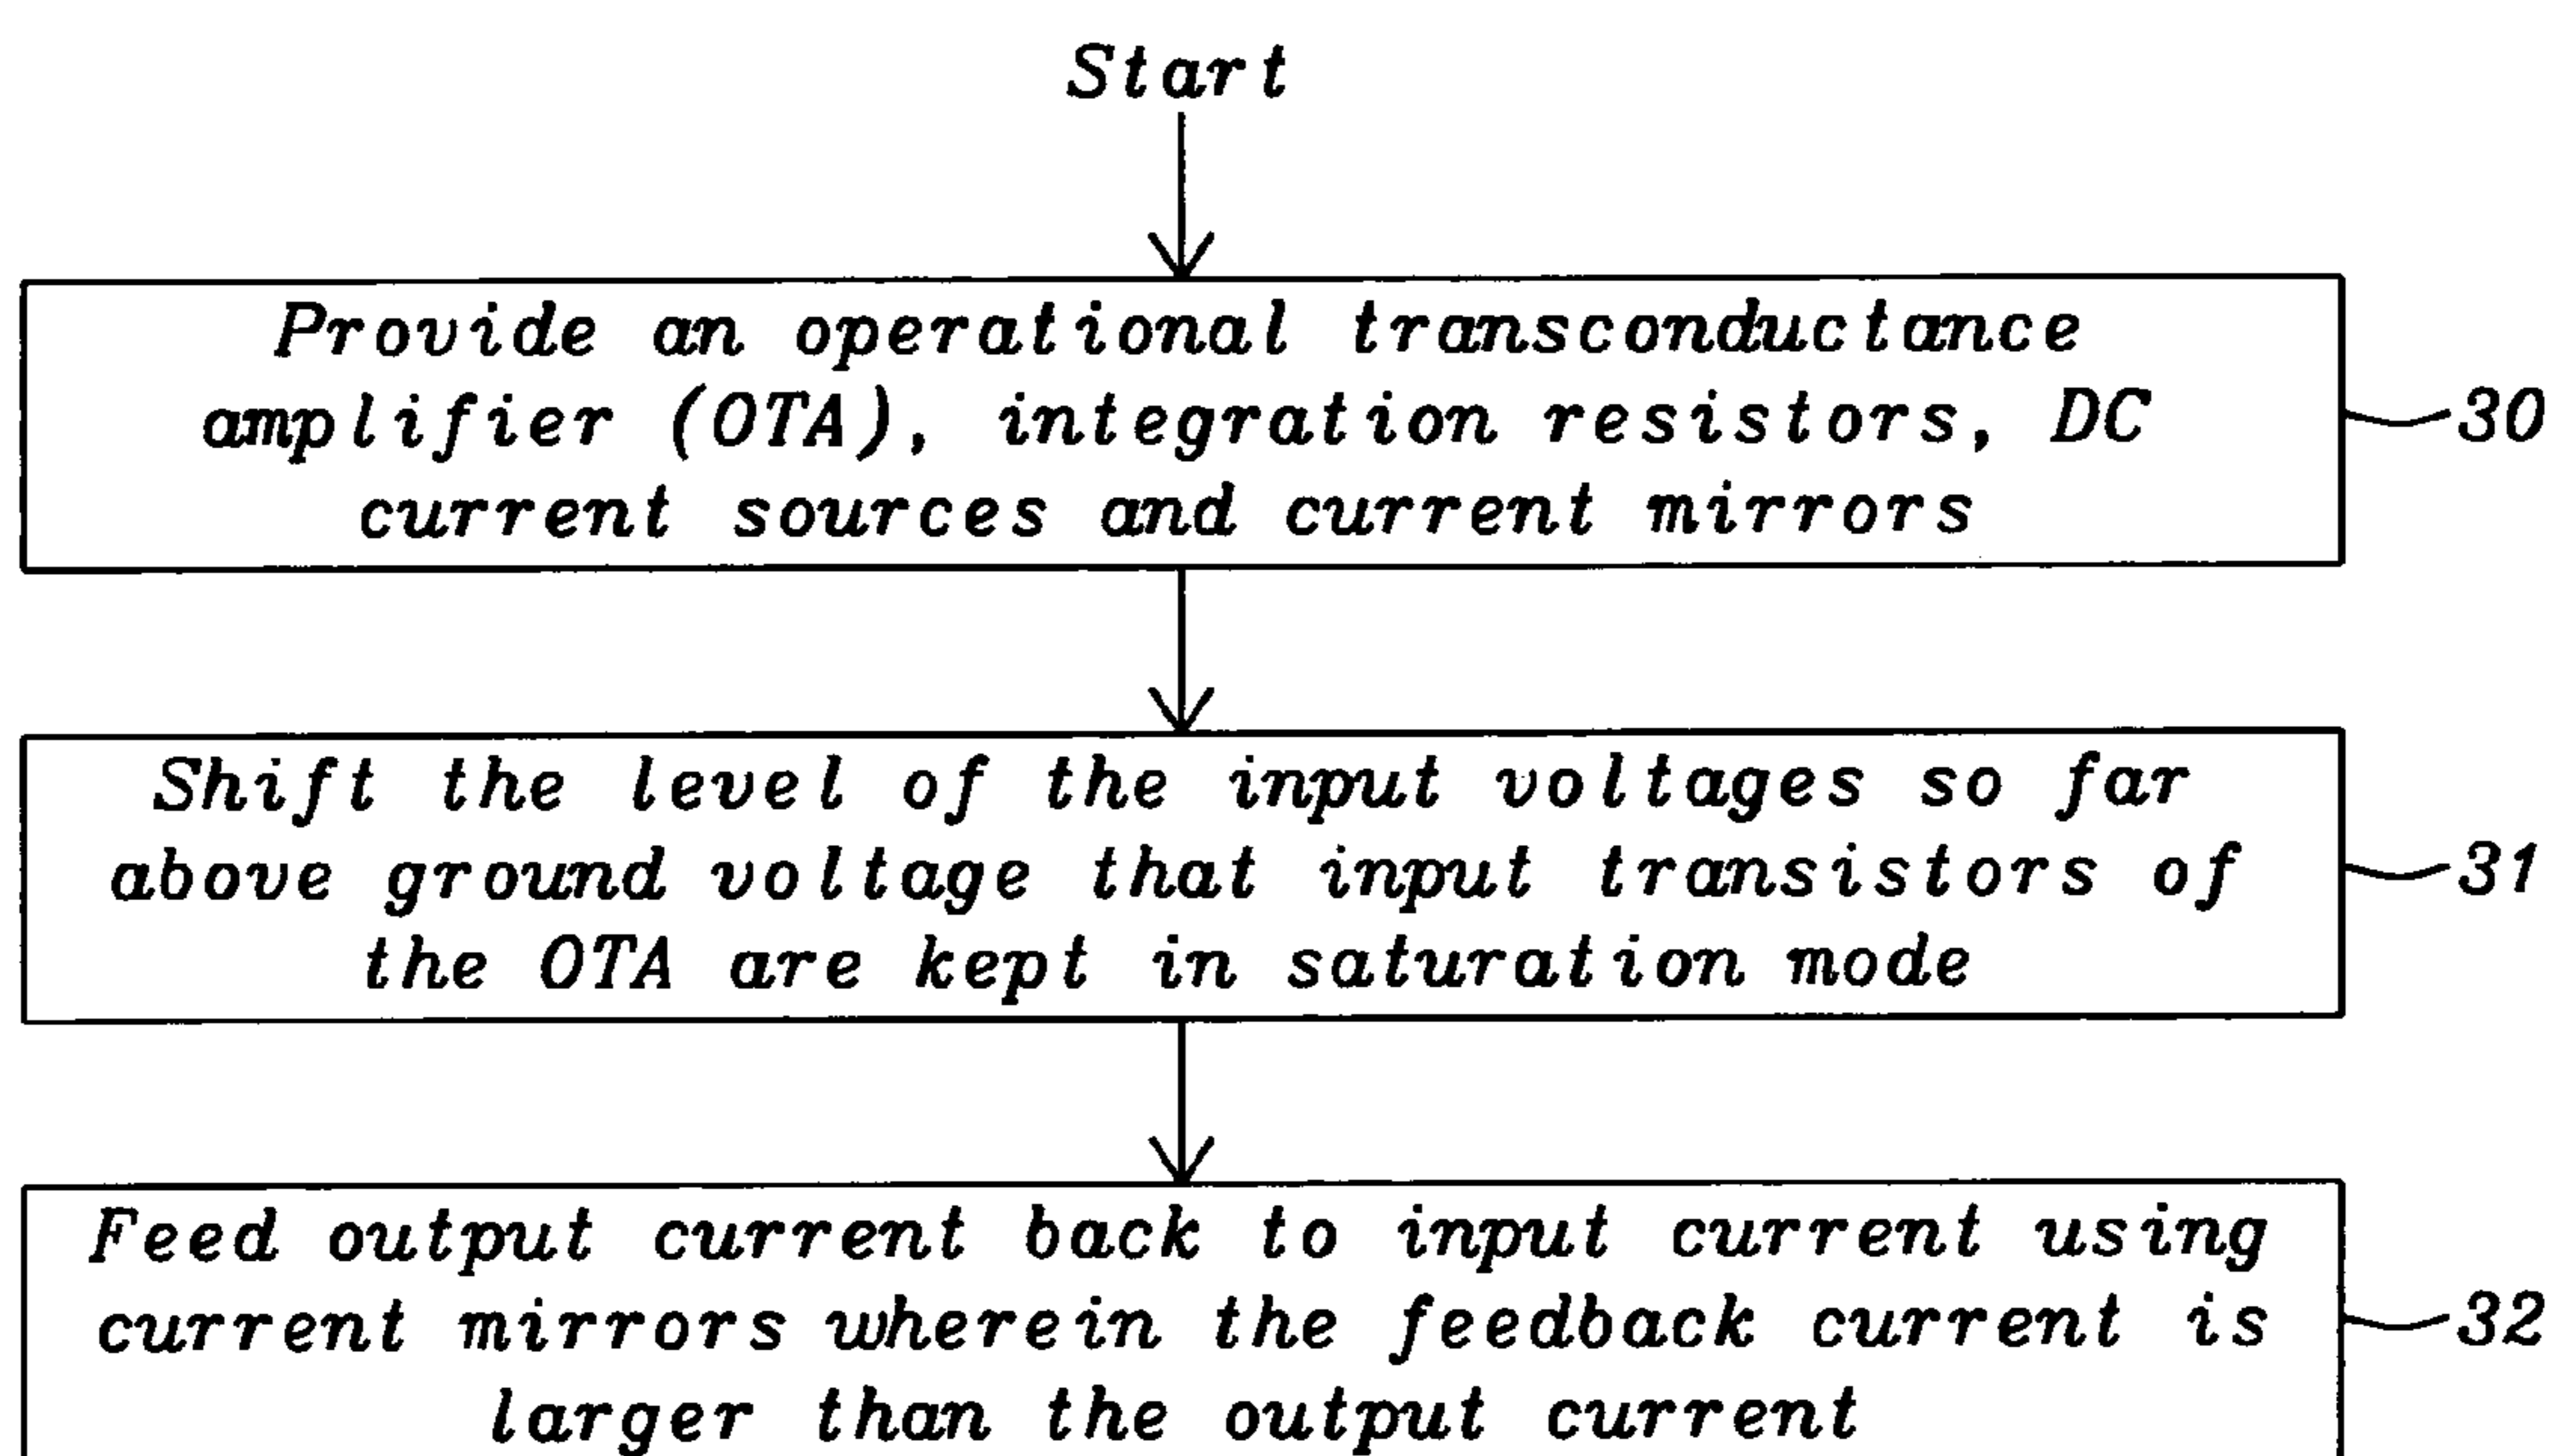 Start
Provide an operational transconductance
amplifier (OTA), integration resistors, DC
current sources and current mirrors
30
Shift the level of the input voltages so far
above ground voltage that input transistors of
the OTA are kept in saturation mode
31
Feed output current back to input current using
current mirrors wherein the feedback current is
larger than the output current
32